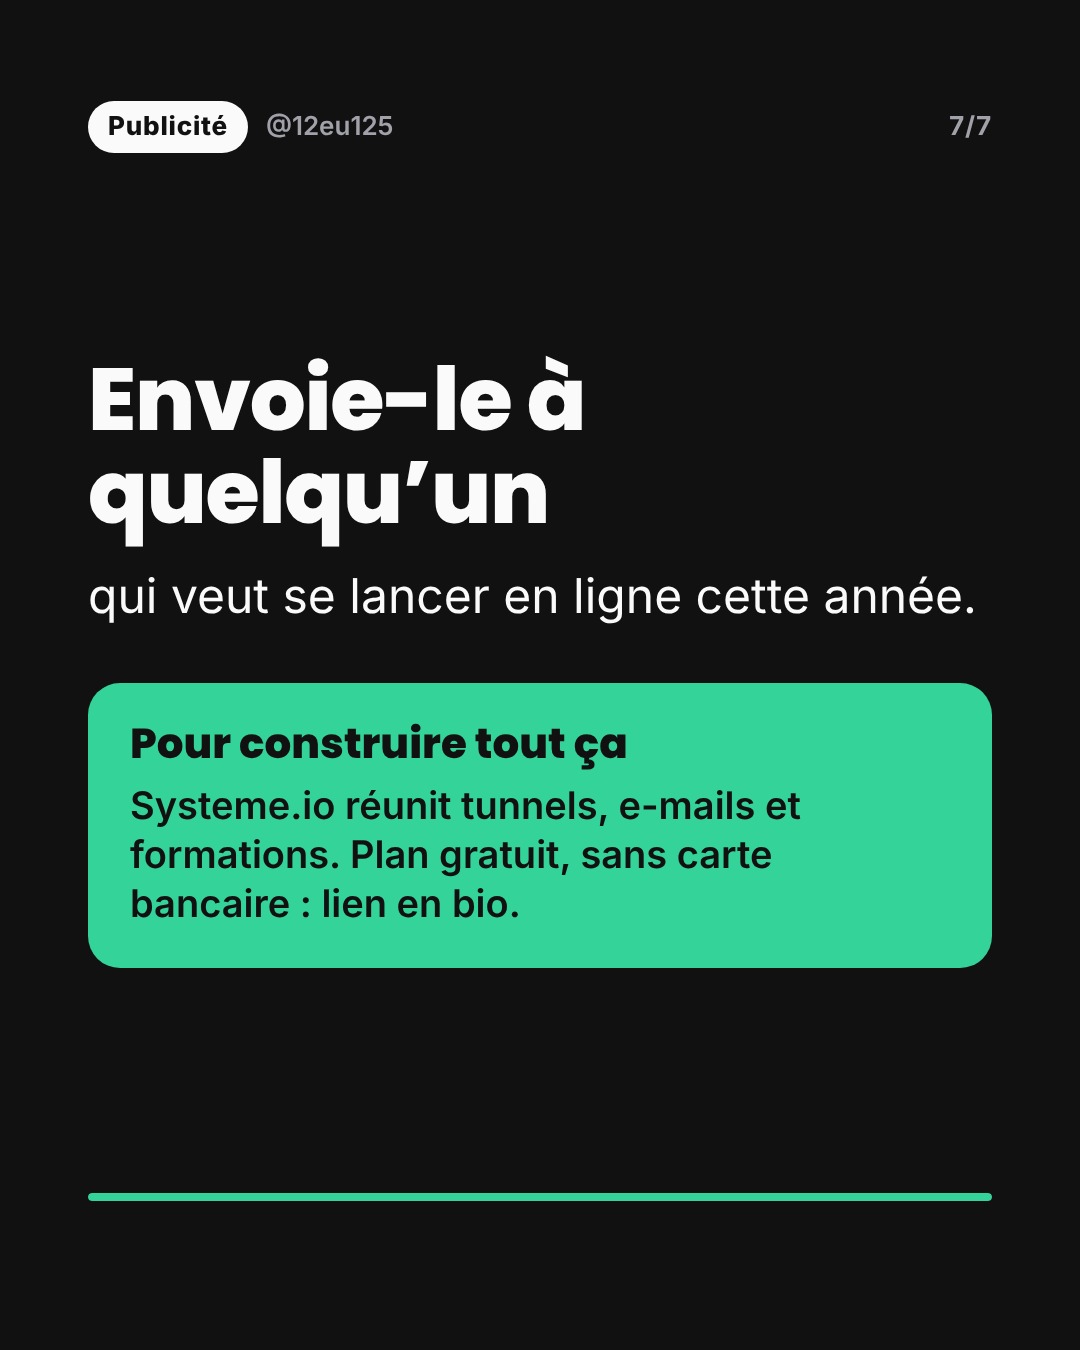 Publicité @12eu125 7/7
Envoie-le à
quelqu’un
qui veut se lancer en ligne cette année.
Pour construire tout ça
Systeme.io réunit tunnels, e-mails et
formations. Plan gratuit, sans carte
bancaire : lien en bio.